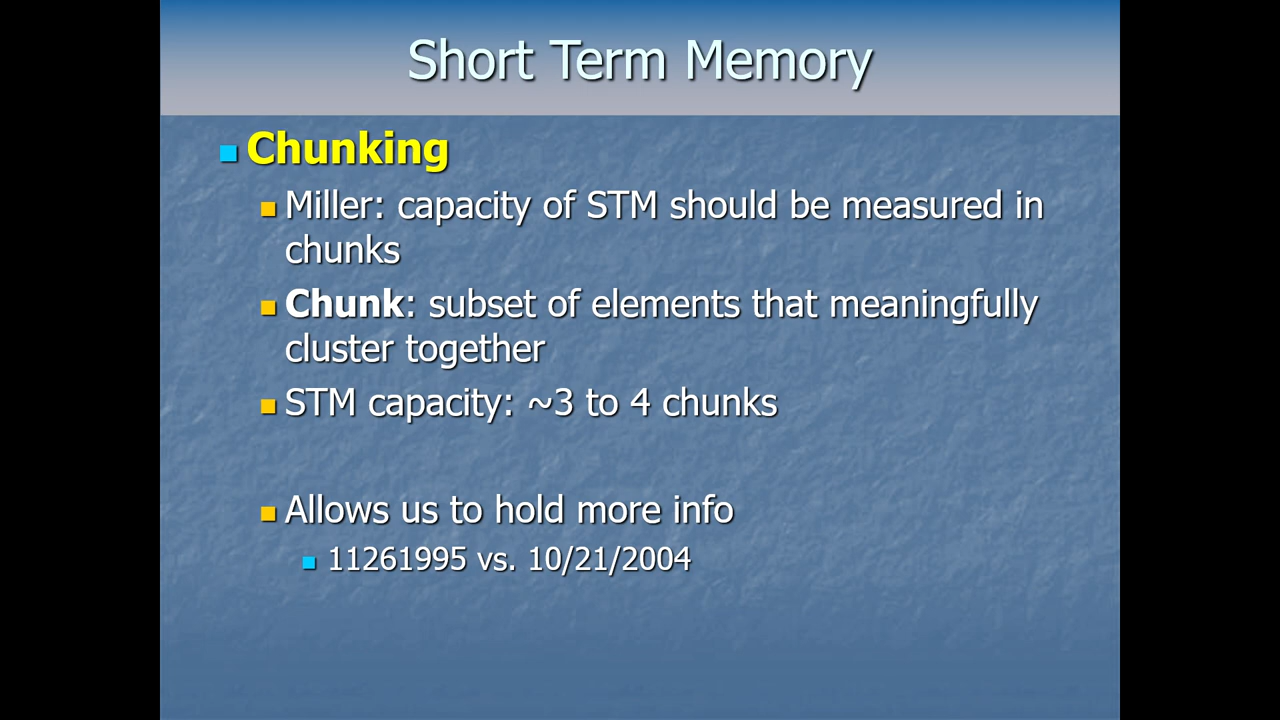 Short Term Memory
Chunking
Miller: capacity of STM should be measured in
chunks
Chunk: subset of elements that meaningfully
cluster together
STM capacity: ~3 to 4 chunks
Allows us to hold more info
11261995 vs. 10/21/2004